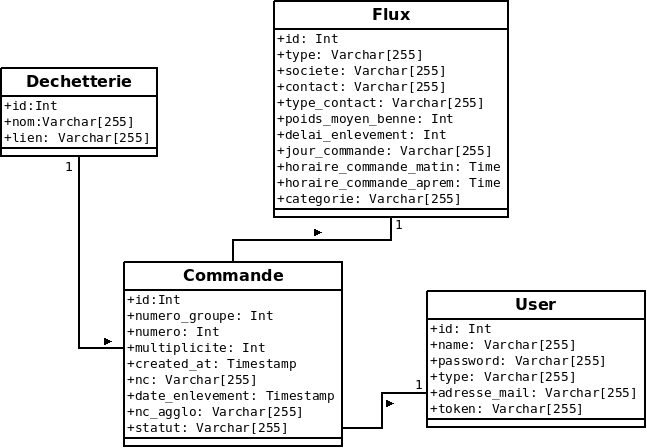 Flux
+id: Int
+type: Varchar[255]
+societe: Varchar[255]
+contact: Varchar[255]
+type_contact: Varchar[255]
+poids_moyen_benne: Int
+delai_enlevement: Int
+jour_commande: Varchar[255]
+horaire_commande_matin: Time
+horaire_commande_aprem: Time
+categorie: Varchar[255]
1
Dechetterie
+id:Int
+nom:Varchar[255]
+lien: Varchar[255]
1
Commande
+id:Int
+numero_groupe: Int
+numero: Int
+multiplicite: Int
+created_at: Timestamp
+nc: Varchar[255]
+date_enlevement: Timestamp
+nc_agglo: Varchar[255]
+statut: Varchar[255]
User
+id: Int
+name: Varchar[255]
+password: Varchar[255]
+type: Varchar[255]
+adresse_mail: Varchar[255]
+token: Varchar[255]
1